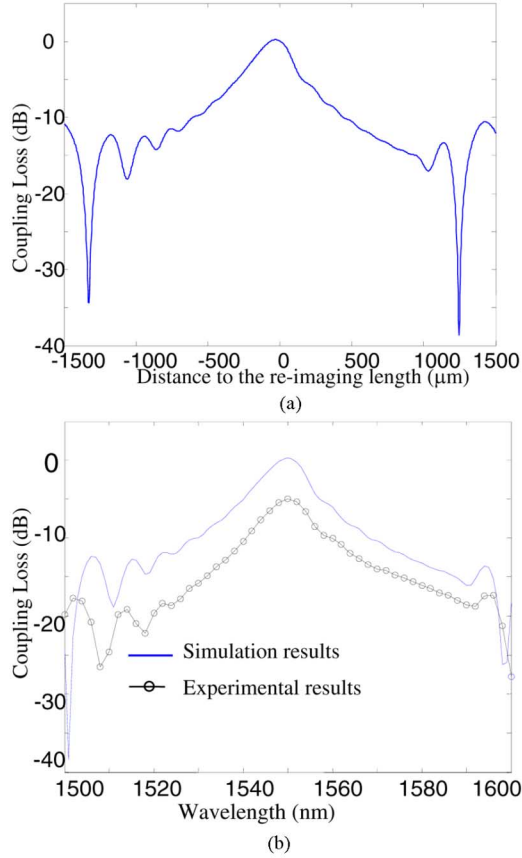 0
-10
-20
-30
-40
Coupling Loss (dB)
-1500 -1000 -500 0 500 1000 1500
Distance to the re-imaging length (μm)
(a)
0
-10
-20
-30
-40
Coupling Loss (dB)
Simulation results
Experimental results
1500 1520 1540 1560 1580 1600
Wavelength (nm)
(b)